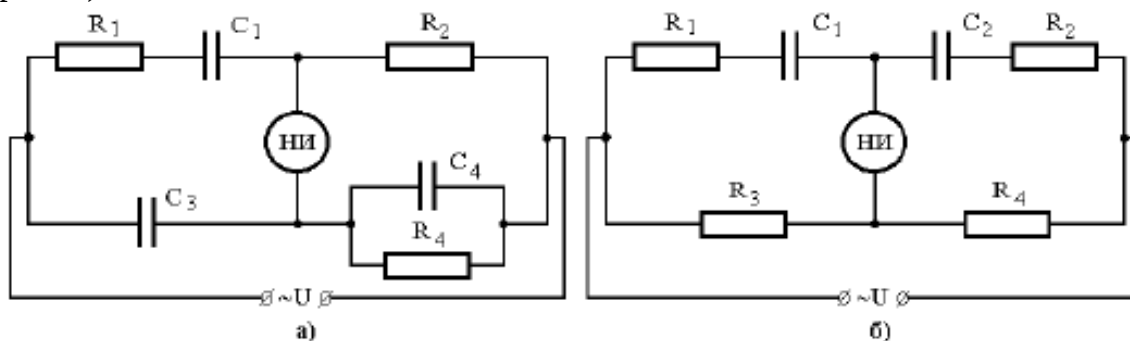 R1 C1 R2
НИ
C3 C4
R4
∅ ~U ∅
а)
R1 C1 C2 R2
НИ
R3 R4
∅ ~U ∅
б)